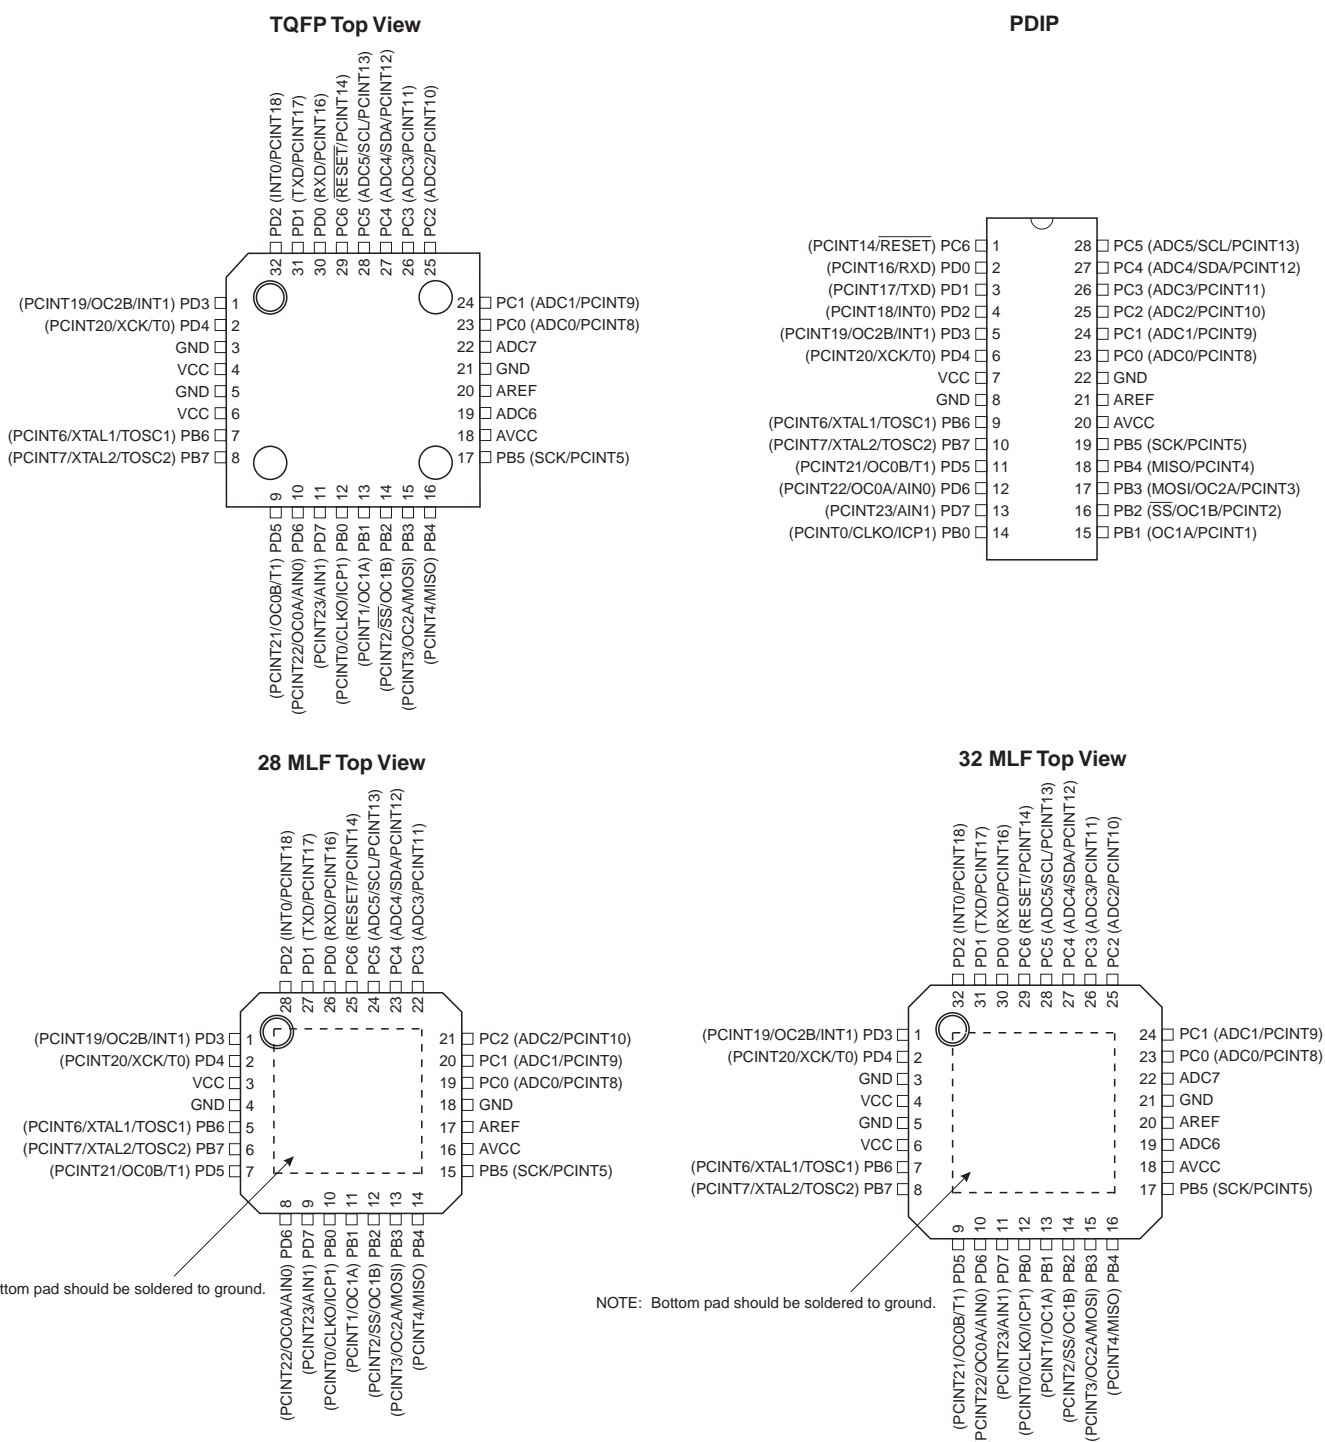 TQFP Top View
PD2 (INT0/PCINT18)
PD1 (TXD/PCINT17)
PD0 (RXD/PCINT16)
PC6 (RESET/PCINT14)
PC5 (ADC5/SCL/PCINT13)
PC4 (ADC4/SDA/PCINT12)
PC3 (ADC3/PCINT11)
PC2 (ADC2/PCINT10)
32
31
30
29
28
27
26
25
(PCINT19/OC2B/INT1) PD3 1
(PCINT20/XCK/T0) PD4 2
GND 3
VCC 4
GND 5
VCC 6
(PCINT6/XTAL1/TOSC1) PB6 7
(PCINT7/XTAL2/TOSC2) PB7 8
24 PC1 (ADC1/PCINT9)
23 PC0 (ADC0/PCINT8)
22 ADC7
21 GND
20 AREF
19 ADC6
18 AVCC
17 PB5 (SCK/PCINT5)
9
10
11
12
13
14
15
16
(PCINT21/OC0B/T1) PD5
(PCINT22/OC0A/AIN0) PD6
(PCINT23/AIN1) PD7
(PCINT0/CLKO/ICP1) PB0
(PCINT1/OC1A) PB1
(PCINT2/SS/OC1B) PB2
(PCINT3/OC2A/MOSI) PB3
(PCINT4/MISO) PB4
PDIP
(PCINT14/RESET) PC6 1
(PCINT16/RXD) PD0 2
(PCINT17/TXD) PD1 3
(PCINT18/INT0) PD2 4
(PCINT19/OC2B/INT1) PD3 5
(PCINT20/XCK/T0) PD4 6
VCC 7
GND 8
(PCINT6/XTAL1/TOSC1) PB6 9
(PCINT7/XTAL2/TOSC2) PB7 10
(PCINT21/OC0B/T1) PD5 11
(PCINT22/OC0A/AIN0) PD6 12
(PCINT23/AIN1) PD7 13
(PCINT0/CLKO/ICP1) PB0 14
28 PC5 (ADC5/SCL/PCINT13)
27 PC4 (ADC4/SDA/PCINT12)
26 PC3 (ADC3/PCINT11)
25 PC2 (ADC2/PCINT10)
24 PC1 (ADC1/PCINT9)
23 PC0 (ADC0/PCINT8)
22 GND
21 AREF
20 AVCC
19 PB5 (SCK/PCINT5)
18 PB4 (MISO/PCINT4)
17 PB3 (MOSI/OC2A/PCINT3)
16 PB2 (SS/OC1B/PCINT2)
15 PB1 (OC1A/PCINT1)
28 MLF Top View
PD2 (INT0/PCINT18)
PD1 (TXD/PCINT17)
PD0 (RXD/PCINT16)
PC6 (RESET/PCINT14)
PC5 (ADC5/SCL/PCINT13)
PC4 (ADC4/SDA/PCINT12)
PC3 (ADC3/PCINT11)
28
27
26
25
24
23
22
(PCINT19/OC2B/INT1) PD3 1
(PCINT20/XCK/T0) PD4 2
VCC 3
GND 4
(PCINT6/XTAL1/TOSC1) PB6 5
(PCINT7/XTAL2/TOSC2) PB7 6
(PCINT21/OC0B/T1) PD5 7
21 PC2 (ADC2/PCINT10)
20 PC1 (ADC1/PCINT9)
19 PC0 (ADC0/PCINT8)
18 GND
17 AREF
16 AVCC
15 PB5 (SCK/PCINT5)
8
9
10
11
12
13
14
(PCINT22/OC0A/AIN0) PD6
(PCINT23/AIN1) PD7
(PCINT0/CLKO/ICP1) PB0
(PCINT1/OC1A) PB1
(PCINT2/SS/OC1B) PB2
(PCINT3/OC2A/MOSI) PB3
(PCINT4/MISO) PB4
ttom pad should be soldered to ground.
32 MLF Top View
PD2 (INT0/PCINT18)
PD1 (TXD/PCINT17)
PD0 (RXD/PCINT16)
PC6 (RESET/PCINT14)
PC5 (ADC5/SCL/PCINT13)
PC4 (ADC4/SDA/PCINT12)
PC3 (ADC3/PCINT11)
PC2 (ADC2/PCINT10)
32
31
30
29
28
27
26
25
(PCINT19/OC2B/INT1) PD3 1
(PCINT20/XCK/T0) PD4 2
GND 3
VCC 4
GND 5
VCC 6
(PCINT6/XTAL1/TOSC1) PB6 7
(PCINT7/XTAL2/TOSC2) PB7 8
24 PC1 (ADC1/PCINT9)
23 PC0 (ADC0/PCINT8)
22 ADC7
21 GND
20 AREF
19 ADC6
18 AVCC
17 PB5 (SCK/PCINT5)
9
10
11
12
13
14
15
16
(PCINT21/OC0B/T1) PD5
PCINT22/OC0A/AIN0) PD6
(PCINT23/AIN1) PD7
(PCINT0/CLKO/ICP1) PB0
(PCINT1/OC1A) PB1
(PCINT2/SS/OC1B) PB2
(PCINT3/OC2A/MOSI) PB3
(PCINT4/MISO) PB4
NOTE: Bottom pad should be soldered to ground.